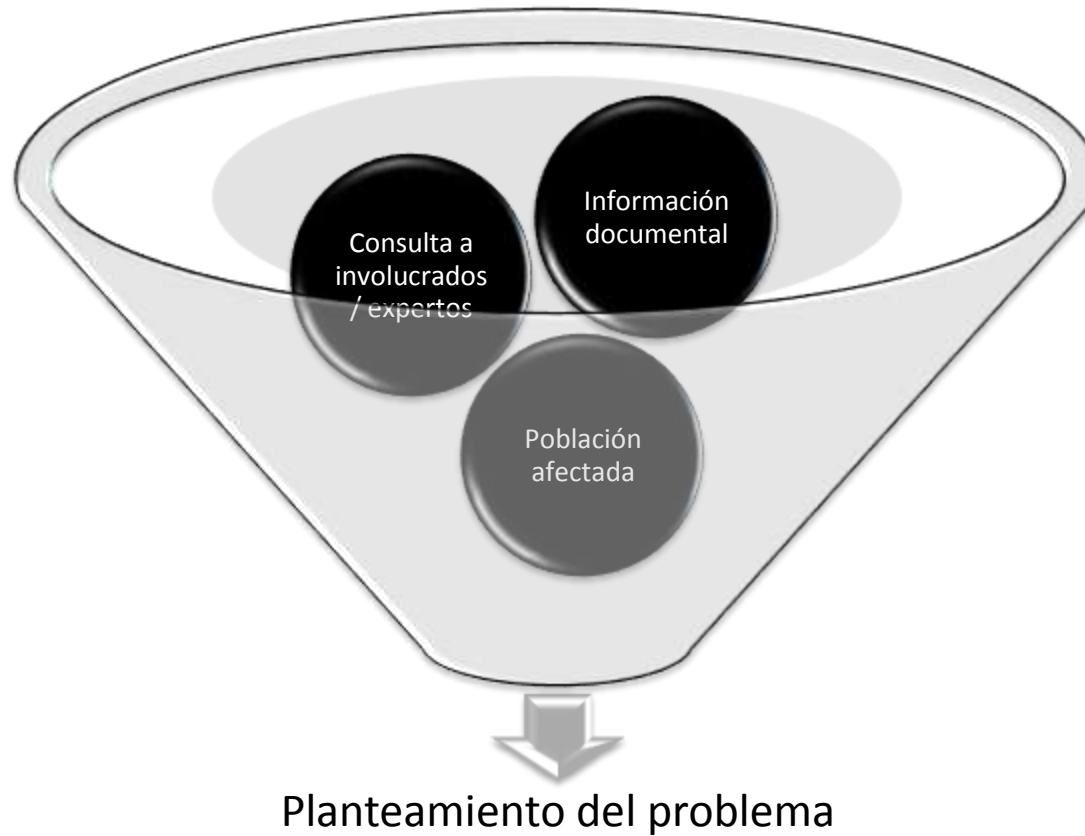 Consulta a
involucrados
/ expertos
Información
documental
Población
afectada
Planteamiento del problema